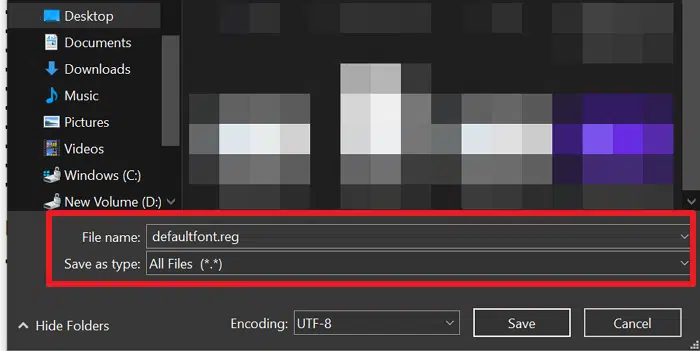 Desktop
Documents
Downloads
Music
Pictures
Videos
Windows (C:)
New Volume (D:)
File name: defaultfont.reg
Save as type: All Files (*.*)
Hide Folders Encoding: UTF-8 Save Cancel